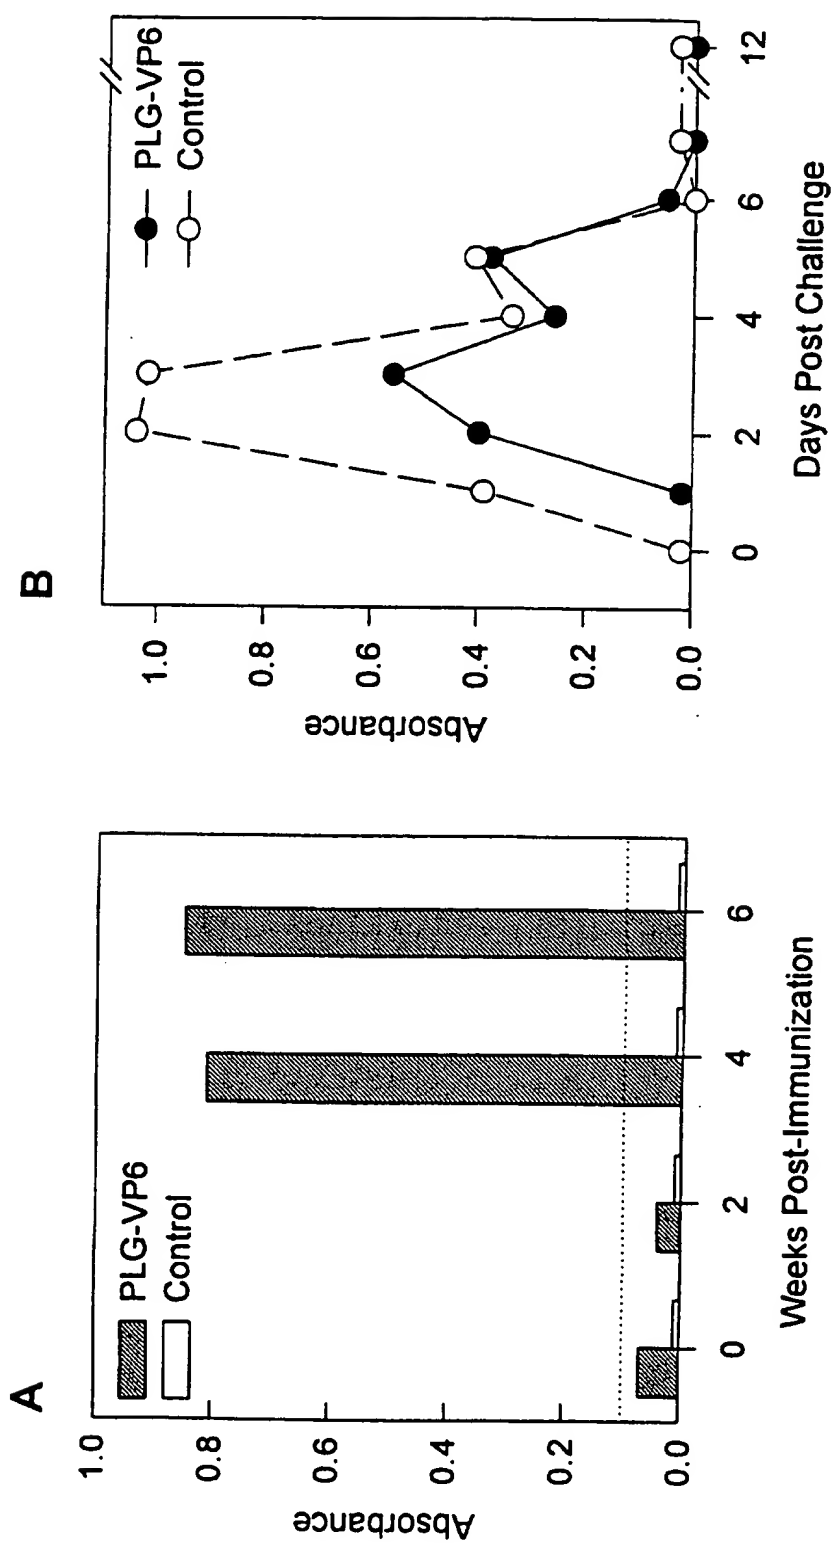 A
PLG-VP6
Control
1.0
0.8
0.6
0.4
0.2
0.0
Absorbance
0
2
4
6
Weeks Post-Immunization
B
PLG-VP6
Control
1.0
0.8
0.6
0.4
0.2
0.0
Absorbance
0
2
4
6
12
Days Post Challenge